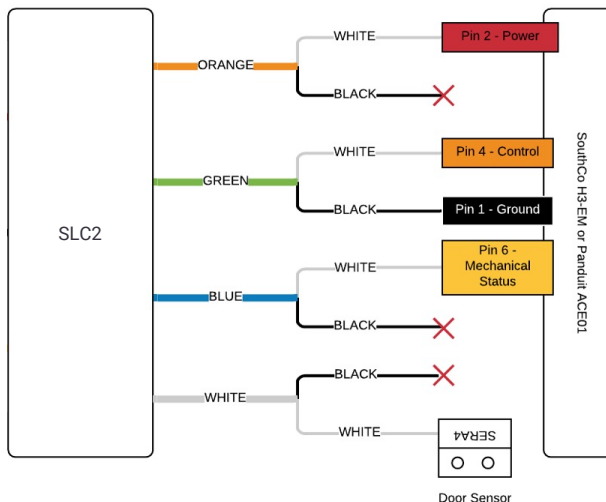 WHITE
Pin 2 - Power
ORANGE
BLACK
WHITE
Pin 4 - Control
GREEN
BLACK
Pin 1 - Ground
SLC2
SouthCo H3-EM or Panduit ACE01
WHITE
Pin 6 -
Mechanical
Status
BLUE
BLACK
BLACK
WHITE
WHITE
SERA4
Door Sensor